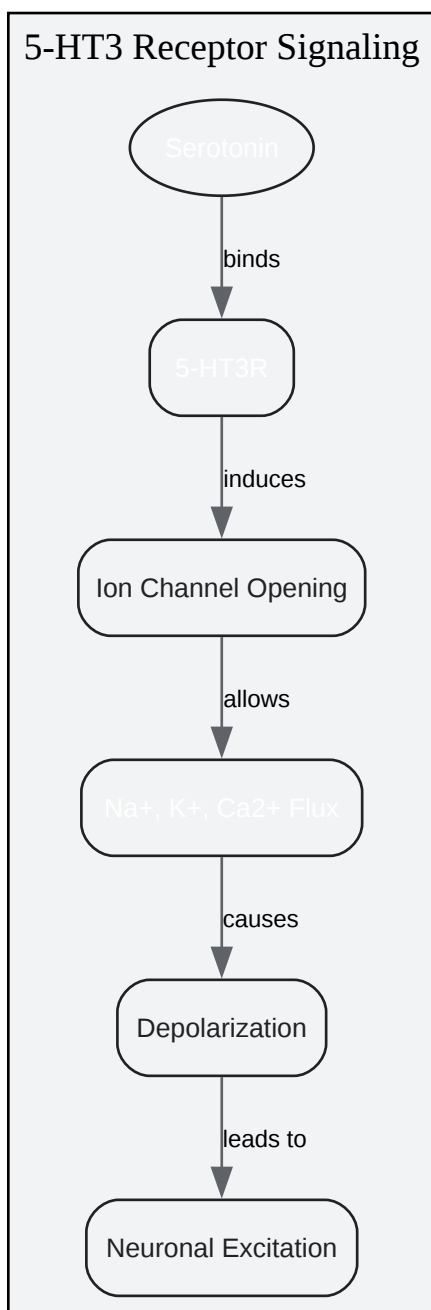 5-HT3 Receptor Signaling
Serotonin
binds
5-HT3R
induces
Ion Channel Opening
allows
Na+, K+, Ca2+ Flux
causes
Depolarization
leads to
Neuronal Excitation